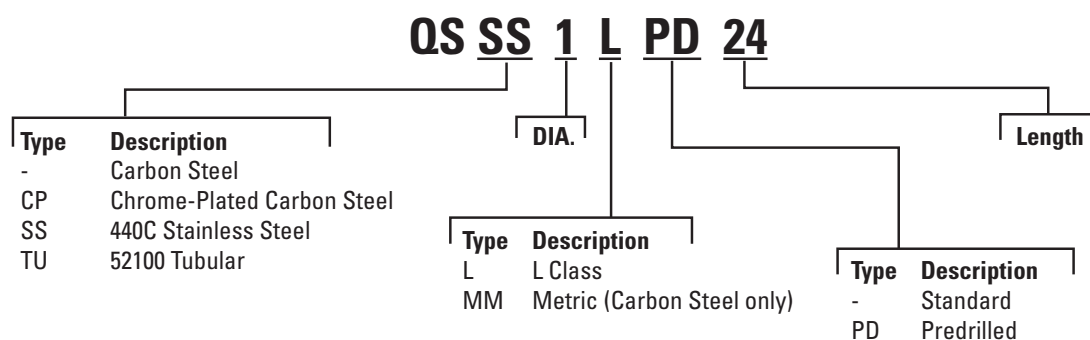 QS SS 1 L PD 24
Type Description
- Carbon Steel
CP Chrome-Plated Carbon Steel
SS 440C Stainless Steel
TU 52100 Tubular
DIA.
Type Description
L L Class
MM Metric (Carbon Steel only)
Type Description
- Standard
PD Predrilled
Length